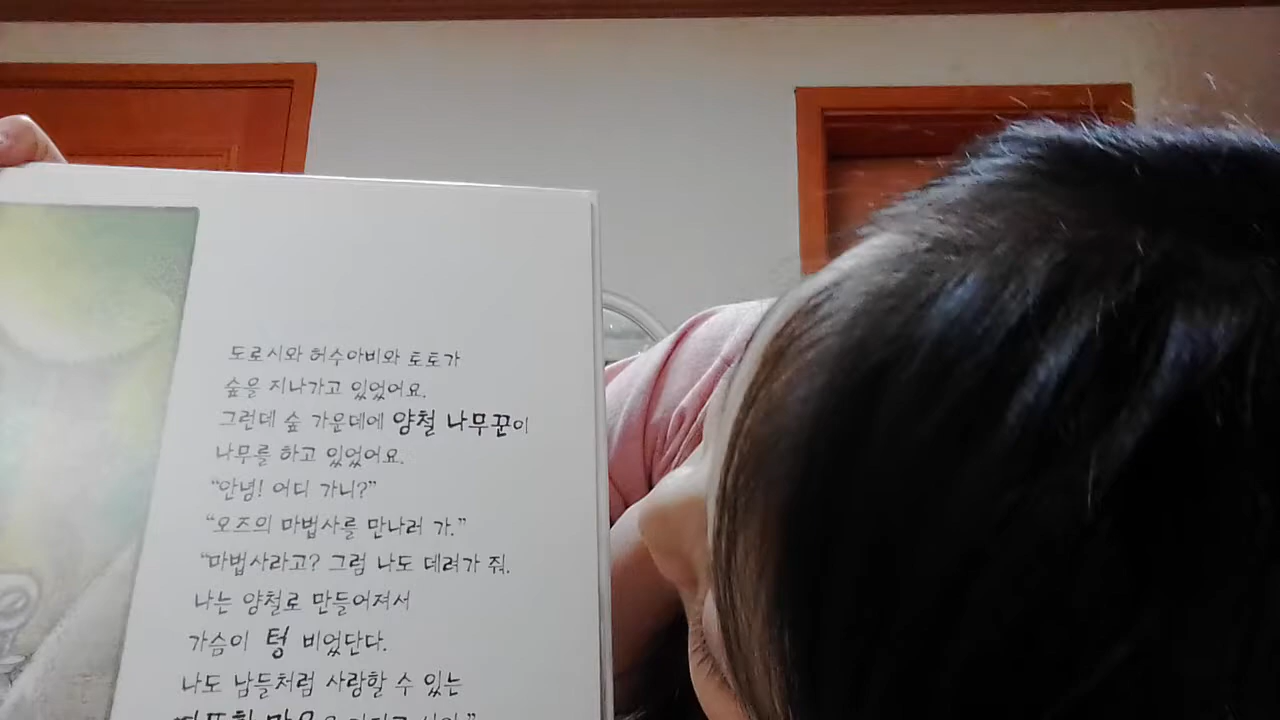 도로시와 허수아비와 토토가
숲을 지나가고 있었어요.
그런데 숲 가운데에 양철 나무꾼이
나무를 하고 있었어요.
“안녕! 어디 가니?”
“오즈의 마법사를 만나러 가.”
“마법사라고? 그럼 나도 데려가 줘.
나는 양철로 만들어져서
가슴이 텅 비었단다.
나도 남들처럼 사랑할 수 있는